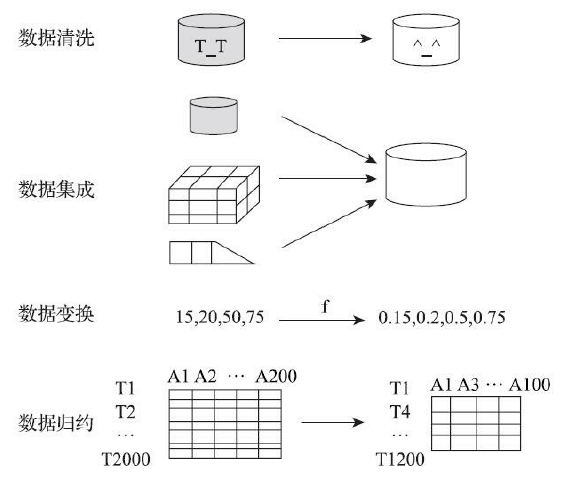 数据清洗
T_T
^_^
数据集成
数据变换
15,20,50,75
f
0.15,0.2,0.5,0.75
数据归约
A1 A2 … A200
T1
T2
…
T2000
A1 A3 … A100
T1
T4
…
T1200